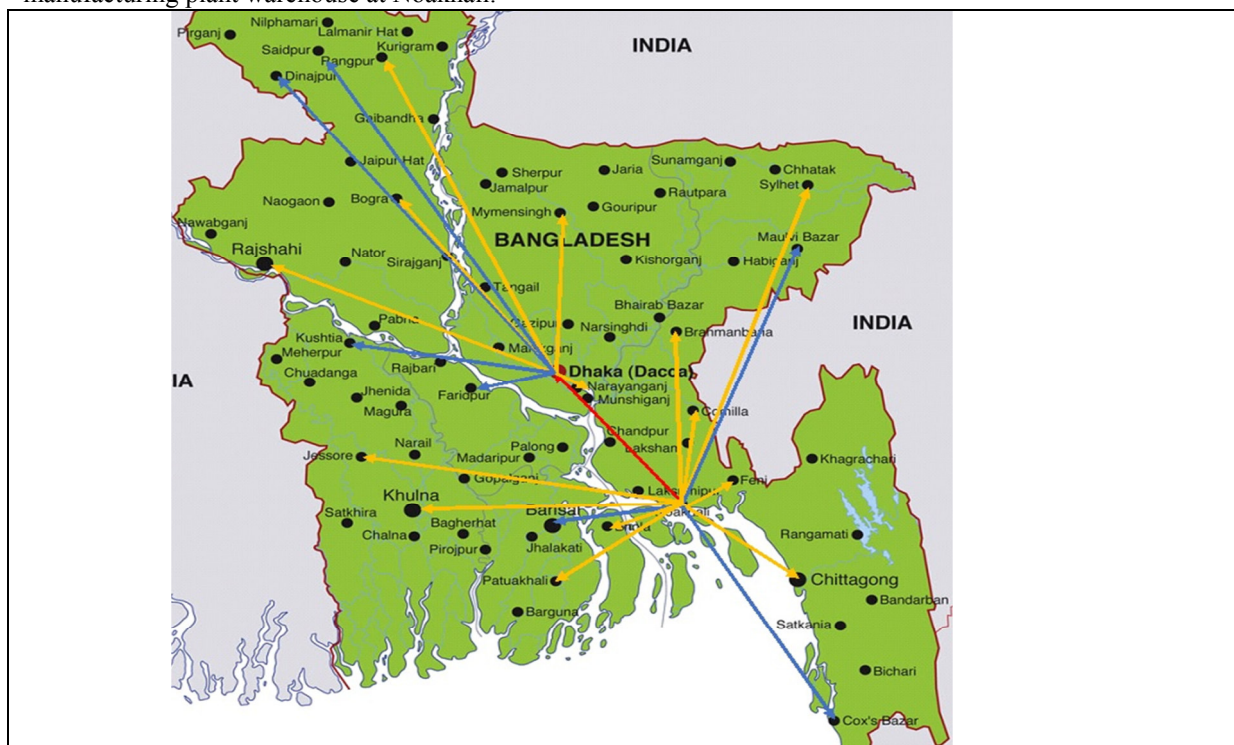 manufacturing plant warehouse at Noakhali.
Nilphamari
Pirganj
Lalmanir Hat
Saidpur
Kurigram
Rangpur
INDIA
Dinajpur
Gaibandha
Jaipur Hat
Sherpur
Jaria
Sunamganj
Chhatak
Jamalpur
Sylhet
Naogaon
Bogra
Rautpara
Mymensingh
Gouripur
Nawabganj
BANGLADESH
Maulvi Bazar
Rajshahi
Nator
Sirajganj
Kishorganj
Habiganj
Tangail
Bhairab Bazar
Pabna
Gazipur
Narsinghdi
INDIA
Kushtia
Brahmanbaria
Meherpur
Manikganj
Rajbari
Dhaka (Dacca)
IA
Chuadanga
Jhenida
Faridpur
Narayanganj
Munshiganj
Magura
Comilla
Chandpur
Narail
Palong
Lakshan
Jessore
Madaripur
Khagrachari
Gopalganj
Feni
Khulna
Lakshmipur
Satkhira
Barisal
Bagherhat
Chalna
Jhalakati
Rangamati
Pirojpur
Patuakhali
Chittagong
Bandarban
Barguna
Satkania
Bichari
Cox's Bazar